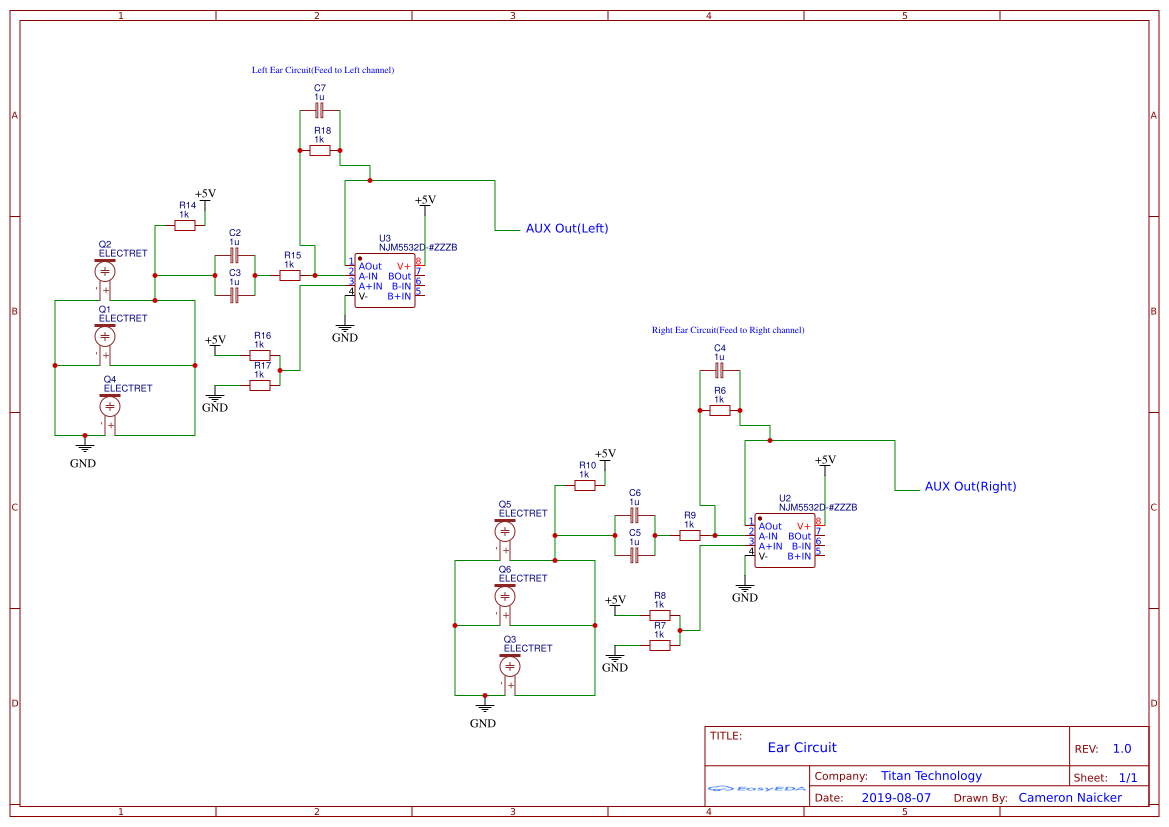 1 2 3 4 5
A
B
C
D
A
B
C
D
Left Ear Circuit(Feed to Left channel)
C7
1u
R18
1k
+5V
R14
1k
+5V
AUX Out(Left)
Q2
ELECTRET
- +
C2
1u
C3
1u
R15
1k
U3
NJM5532D-#ZZZB
1 AOut V+ 8
2 A-IN BOut 7
3 A+IN B-IN 6
4 V- B+IN 5
GND
Q1
ELECTRET
- +
+5V
R16
1k
R17
1k
GND
Q4
ELECTRET
- +
GND
Right Ear Circuit(Feed to Right channel)
C4
1u
R6
1k
+5V
R10
1k
+5V
AUX Out(Right)
Q5
ELECTRET
- +
C6
1u
C5
1u
R9
1k
U2
NJM5532D-#ZZZB
1 AOut V+ 8
2 A-IN BOut 7
3 A+IN B-IN 6
4 V- B+IN 5
GND
Q6
ELECTRET
- +
+5V
R8
1k
R7
1k
GND
Q3
ELECTRET
- +
GND
TITLE:
Ear Circuit
REV: 1.0
EasyEDA
Company: Titan Technology
Sheet: 1/1
Date: 2019-08-07 Drawn By: Cameron Naicker
1 2 3 4 5